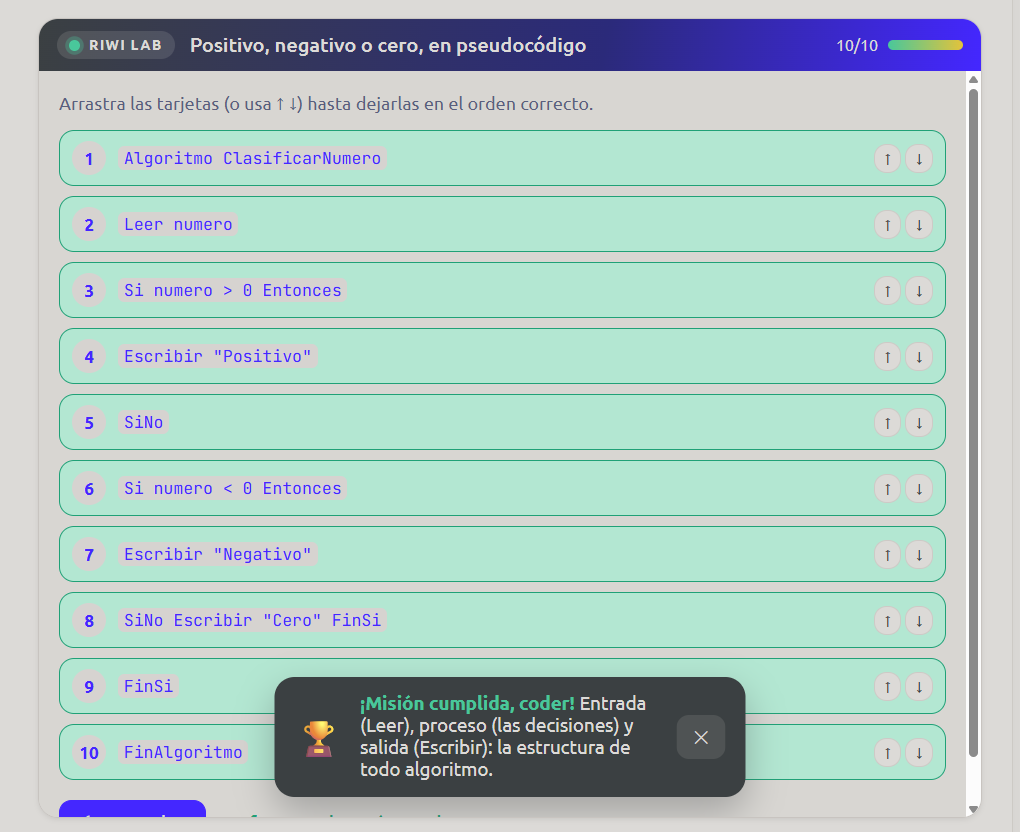 RIWI LAB Positivo, negativo o cero, en pseudocódigo 10/10
Arrastra las tarjetas (o usa ↑ ↓) hasta dejarlas en el orden correcto.
1 Algoritmo ClasificarNumero ↑ ↓
2 Leer numero ↑ ↓
3 Si numero > 0 Entonces ↑ ↓
4 Escribir "Positivo" ↑ ↓
5 SiNo ↑ ↓
6 Si numero < 0 Entonces ↑ ↓
7 Escribir "Negativo" ↑ ↓
8 SiNo Escribir "Cero" FinSi ↑ ↓
9 FinSi ↑ ↓
10 FinAlgoritmo ↑ ↓
¡Misión cumplida, coder! Entrada
(Leer), proceso (las decisiones) y
salida (Escribir): la estructura de
todo algoritmo.